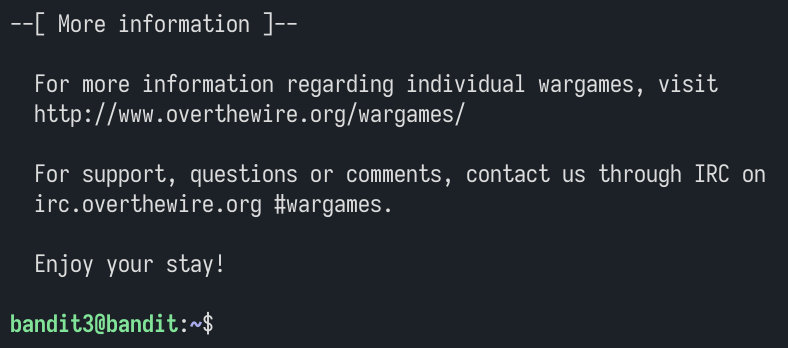 --[ More information ]--
For more information regarding individual wargames, visit
http://www.overthewire.org/wargames/
For support, questions or comments, contact us through IRC on
irc.overthewire.org #wargames.
Enjoy your stay!
bandit3@bandit:~$